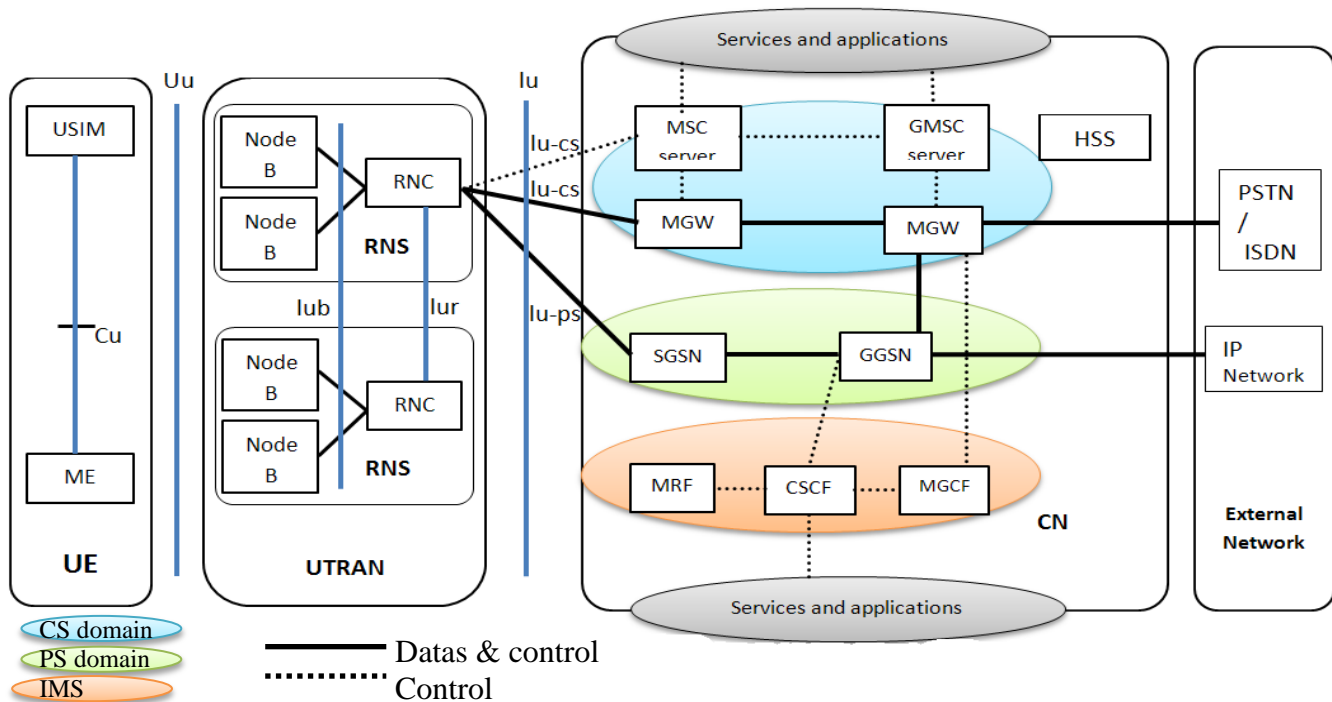 Services and applications
Uu
Iu
USIM
Node
B
Node
B
RNC
RNS
Iu-cs
Iu-cs
MSC
server
GMSC
server
HSS
MGW
MGW
PSTN
/
ISDN
Iub
Iur
Iu-ps
Cu
SGSN
GGSN
IP
Network
Node
B
Node
B
RNC
RNS
ME
MRF
CSCF
MGCF
CN
External
Network
UE
UTRAN
Services and applications
CS domain
PS domain
IMS
Datas & control
Control